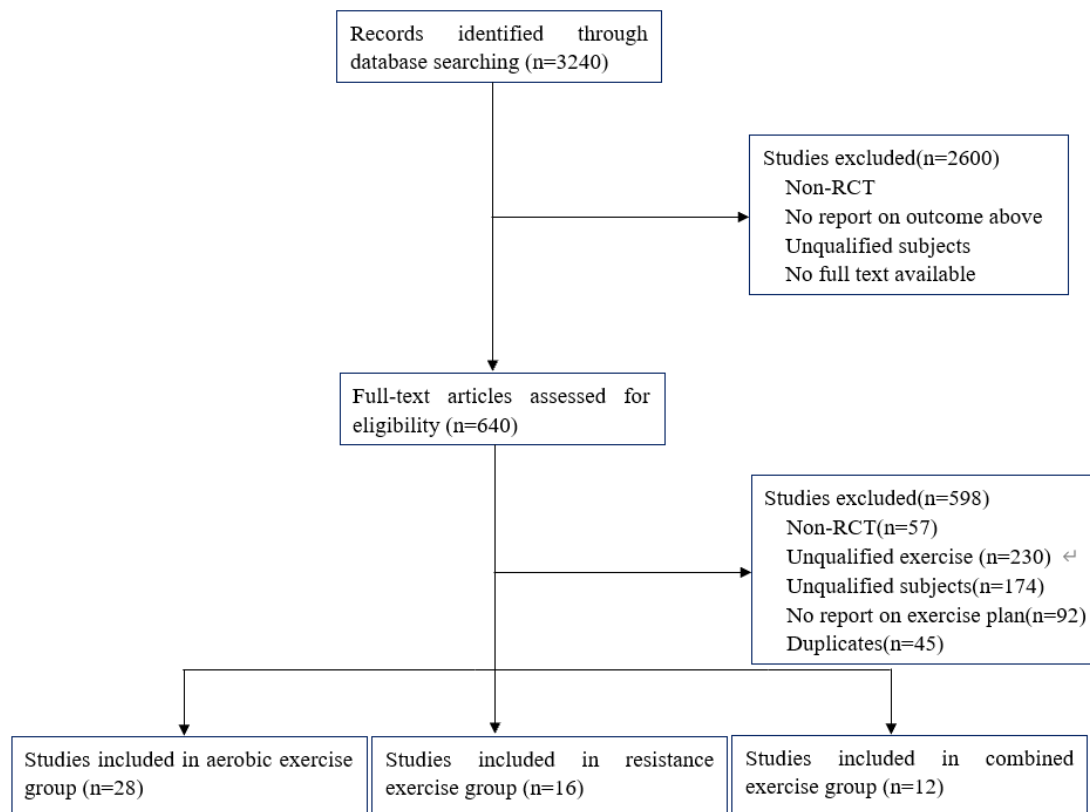 Records identified through
database searching (n=3240)
Studies excluded(n=2600)
Non-RCT
No report on outcome above
Unqualified subjects
No full text available
Full-text articles assessed for
eligibility (n=640)
Studies excluded(n=598)
Non-RCT(n=57)
Unqualified exercise (n=230) ↵
Unqualified subjects(n=174)
No report on exercise plan(n=92)
Duplicates(n=45)
Studies included in aerobic exercise
group (n=28)
Studies included in resistance
exercise group (n=16)
Studies included in combined
exercise group (n=12)